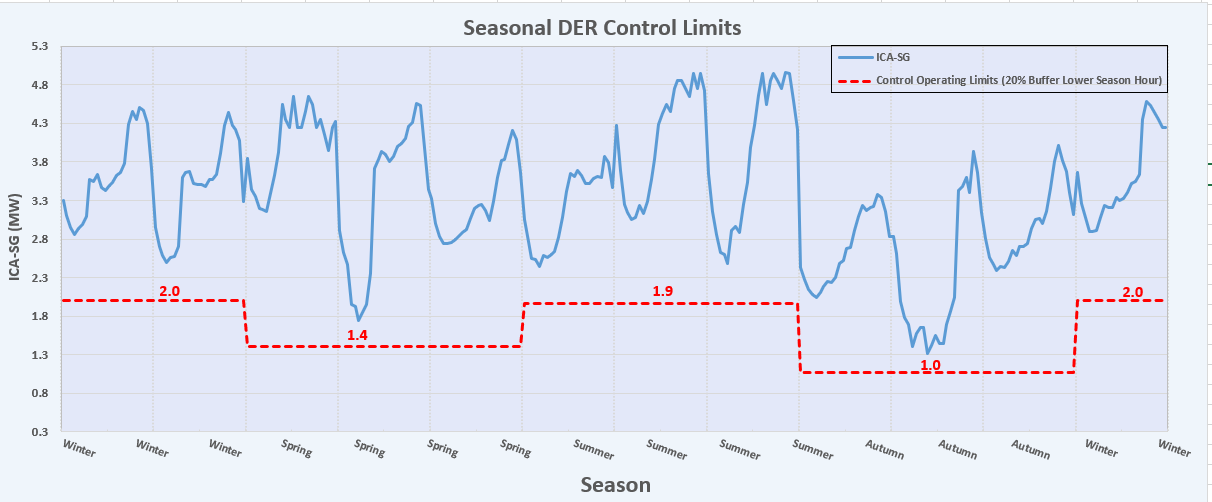 Seasonal DER Control Limits
ICA-SG
Control Operating Limits (20% Buffer Lower Season Hour)
ICA-SG (MW)
5.3
4.8
4.3
3.8
3.3
2.8
2.3
1.8
1.3
0.8
0.3
2.0
1.4
1.9
1.0
2.0
Winter Winter Winter Spring Spring Spring Spring Summer Summer Summer Summer Autumn Autumn Autumn Winter Winter
Season